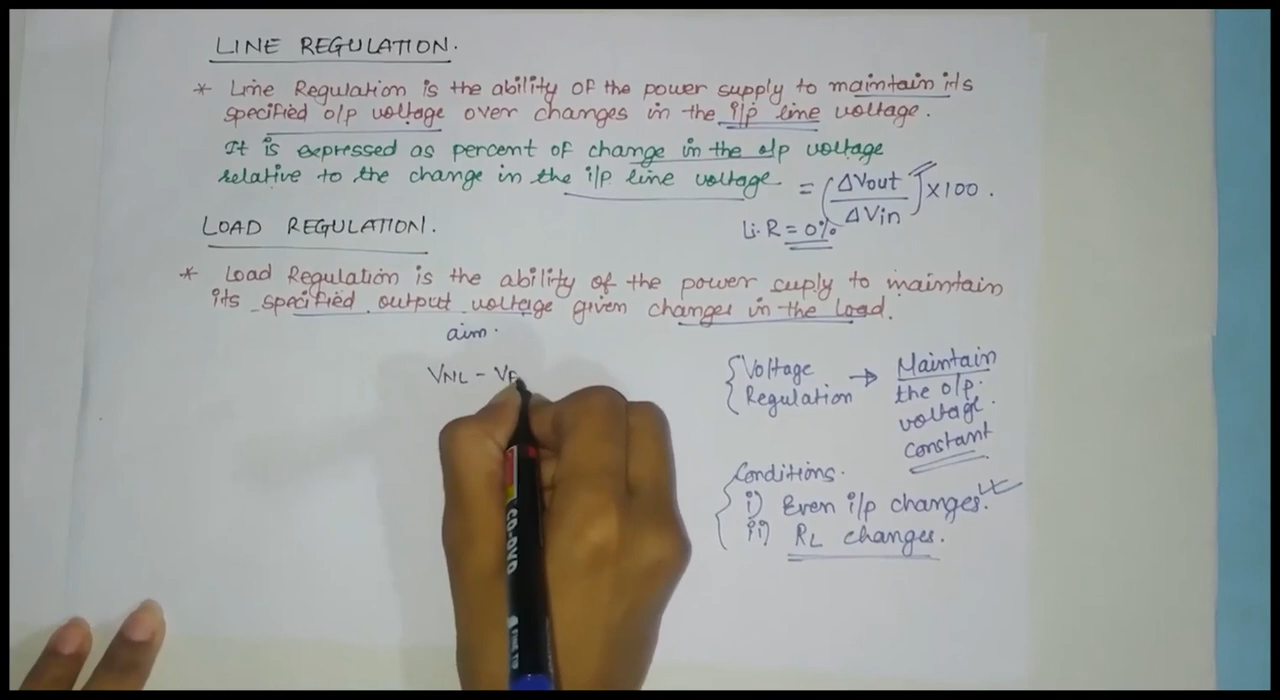 LINE REGULATION.
* Line Regulation is the ability of the power supply to maintain its
specified o/p voltage over changes in the i/p line voltage.
It is expressed as percent of change in the o/p voltage
relative to the change in the i/p line voltage = (ΔVout / ΔVin] × 100.
Li.R = 0%
LOAD REGULATION.
* Load Regulation is the ability of the power suply to maintain
its specified output voltage given changes in the load.
aim.
VNL - VF
Voltage
Regulation →
Maintain
the o/p.
voltage.
constant
Conditions.
i) Even i/p changes.
ii) RL changes.
CD-DVD